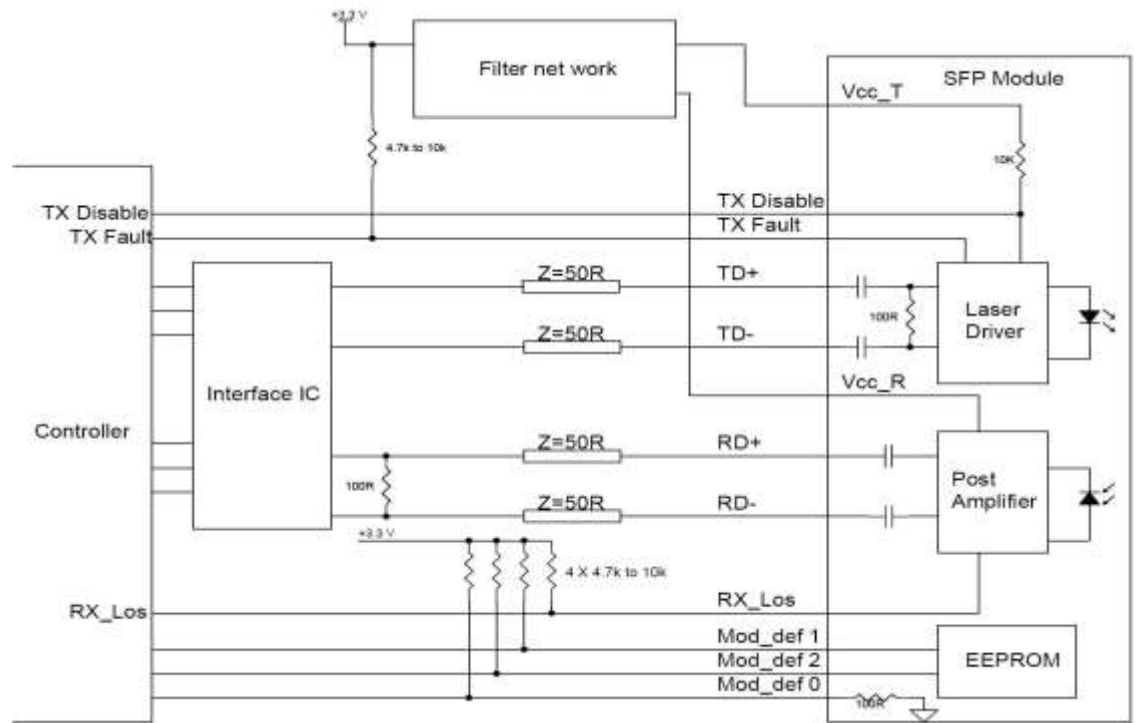 +3.3 V
Filter net work
SFP Module
Vcc_T
4.7k to 10k
10K
TX Disable
TX Disable
TX Fault
TX Fault
Z=50R
TD+
100R
Laser
Driver
Z=50R
TD-
Vcc_R
Interface IC
Controller
Z=50R
RD+
100R
Post
Amplifier
Z=50R
RD-
+3.3 V
4 X 4.7k to 10k
RX_Los
RX_Los
Mod_def 1
EEPROM
Mod_def 2
Mod_def 0
100R